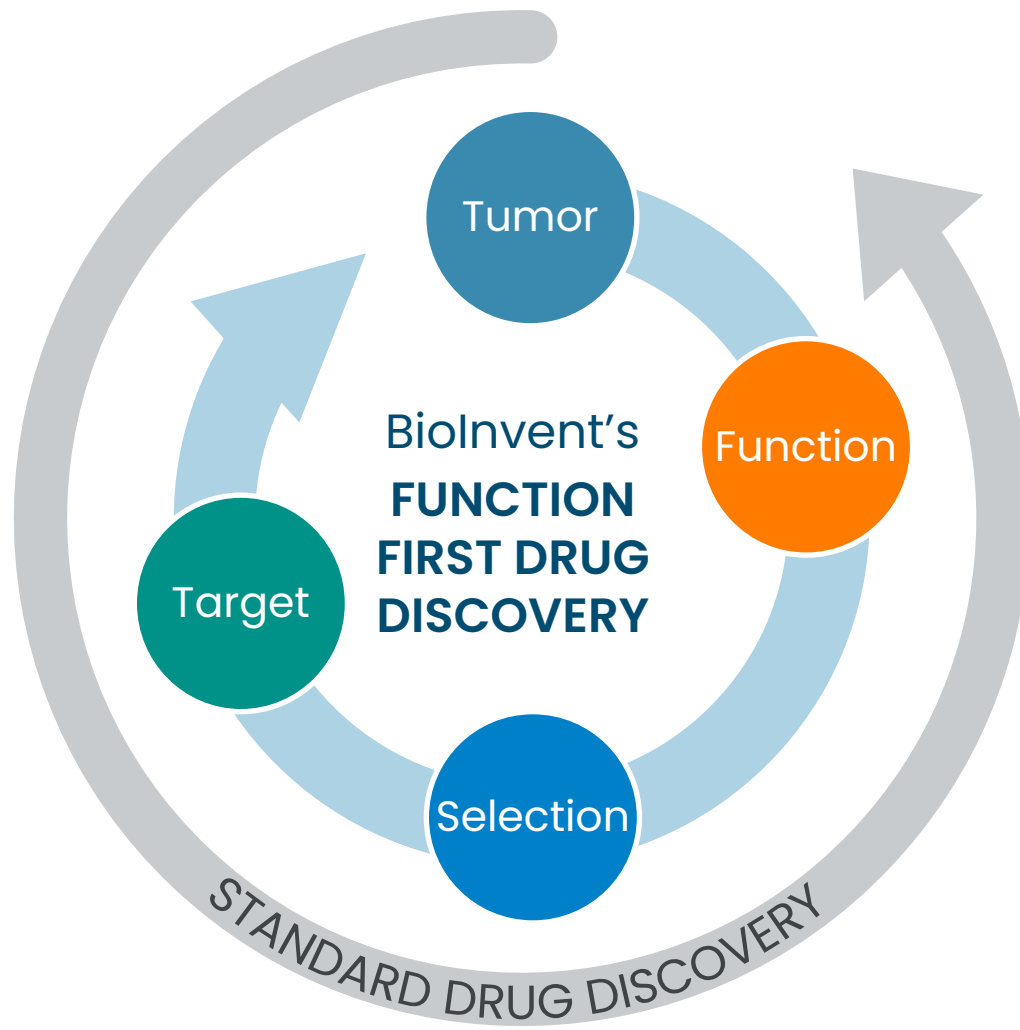 Tumor
Function
BioInvent’s
FUNCTION
FIRST DRUG
DISCOVERY
Target
Selection
STANDARD DRUG DISCOVERY